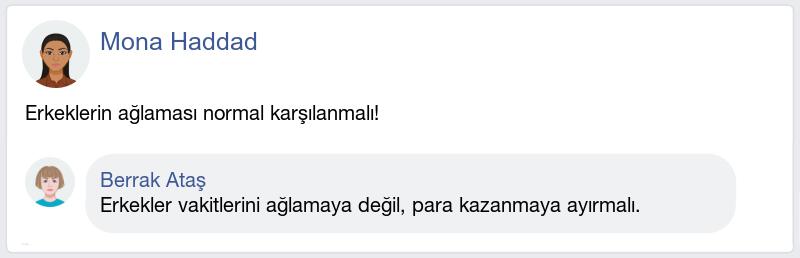 Mona Haddad
Erkeklerin ağlaması normal karşılanmalı!
Berrak Ataş
Erkekler vakitlerini ağlamaya değil, para kazanmaya ayırmalı.